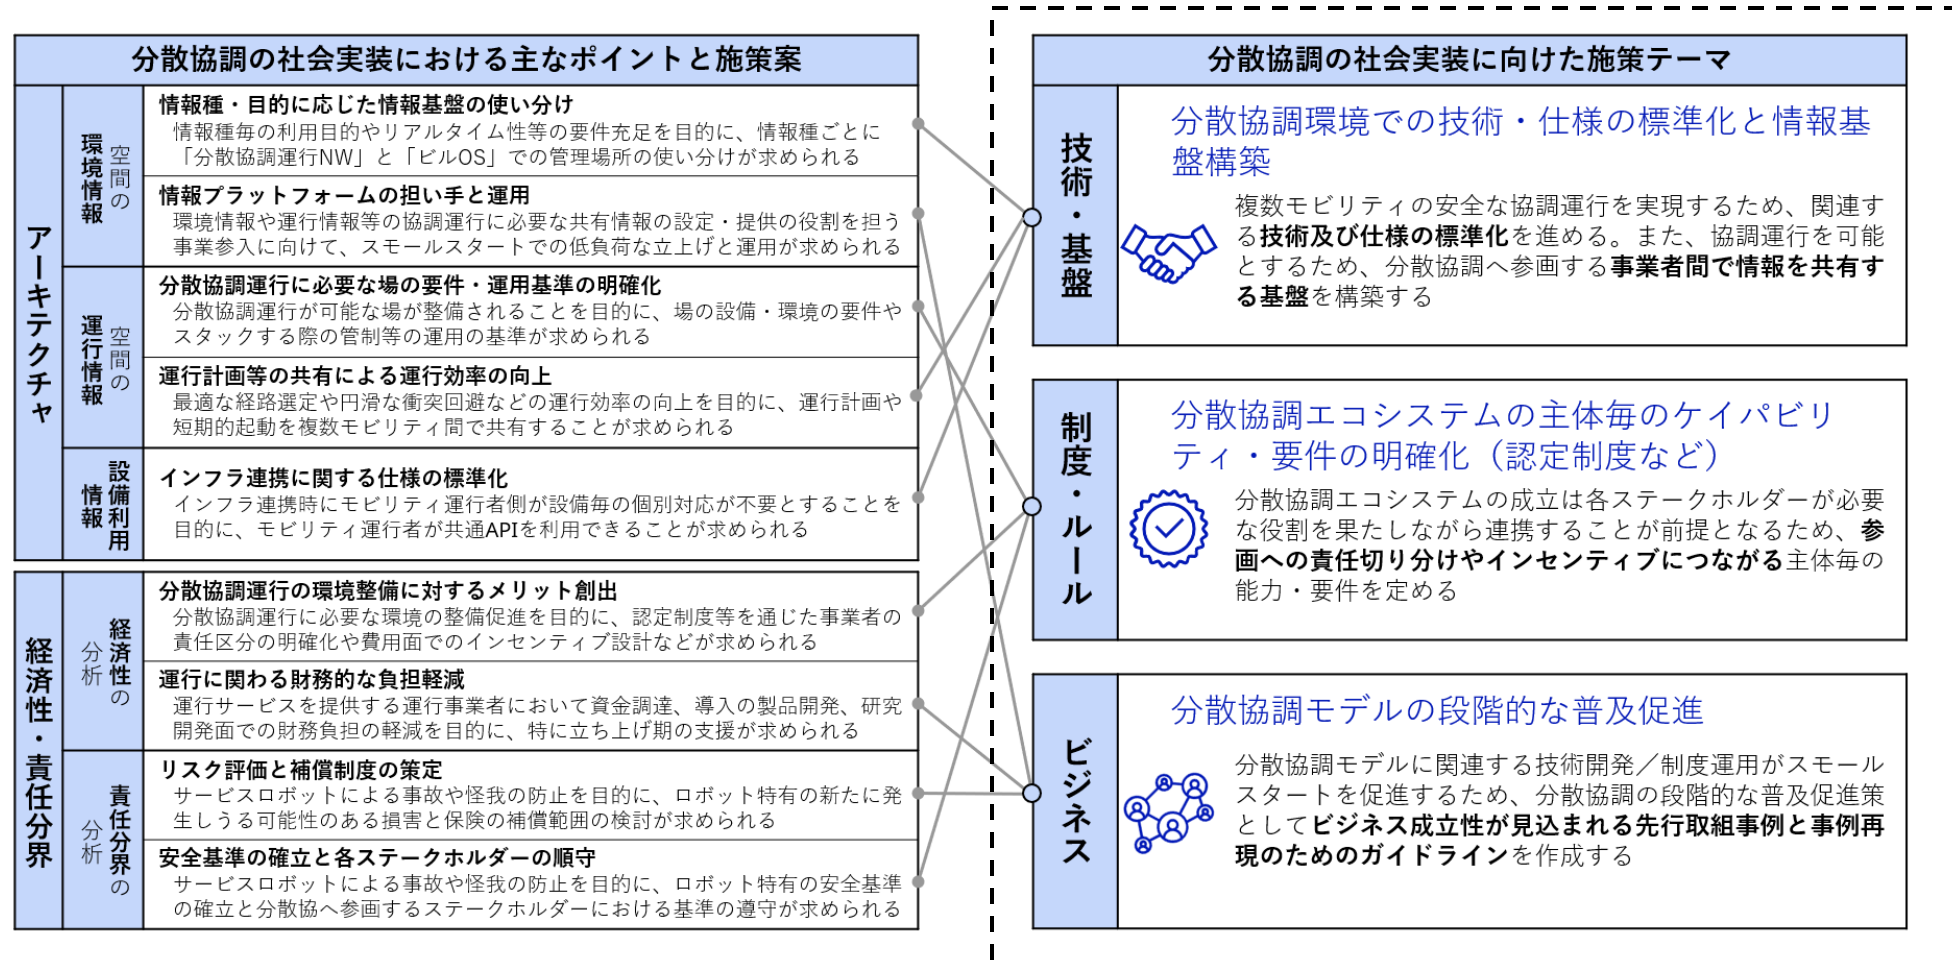 分散協調の社会実装における主なポイントと施策案
アーキテクチャ
空間の
環境情報
情報種・目的に応じた情報基盤の使い分け
情報種毎の利用目的やリアルタイム性等の要件充足を目的に、情報種ごとに
「分散協調運行NW」と「ビルOS」での管理場所の使い分けが求められる
情報プラットフォームの担い手と運用
環境情報や運行情報等の協調運行に必要な共有情報の設定・提供の役割を担う
事業参入に向けて、スモールスタートでの低負荷な立上げと運用が求められる
空間の
運行情報
分散協調運行に必要な場の要件・運用基準の明確化
分散協調運行が可能な場が整備されることを目的に、場の設備・環境の要件や
スタックする際の管制等の運用の基準が求められる
運行計画等の共有による運行効率の向上
最適な経路選定や円滑な衝突回避などの運行効率の向上を目的に、運行計画や
短期的起動を複数モビリティ間で共有することが求められる
設備利用
情報
インフラ連携に関する仕様の標準化
インフラ連携時にモビリティ運行者側が設備毎の個別対応が不要とすることを
目的に、モビリティ運行者が共通APIを利用できることが求められる
経済性・責任分界
経済性の
分析
分散協調運行の環境整備に対するメリット創出
分散協調運行に必要な環境の整備促進を目的に、認定制度等を通じた事業者の
責任区分の明確化や費用面でのインセンティブ設計などが求められる
運行に関わる財務的な負担軽減
運行サービスを提供する運行事業者において資金調達、導入の製品開発、研究
開発面での財務負担の軽減を目的に、特に立ち上げ期の支援が求められる
責任分界の
分析
リスク評価と補償制度の策定
サービスロボットによる事故や怪我の防止を目的に、ロボット特有の新たに発
生しうる可能性のある損害と保険の補償範囲の検討が求められる
安全基準の確立と各ステークホルダーの順守
サービスロボットによる事故や怪我の防止を目的に、ロボット特有の安全基準
の確立と分散協へ参画するステークホルダーにおける基準の遵守が求められる
分散協調の社会実装に向けた施策テーマ
技術・基盤
分散協調環境での技術・仕様の標準化と情報基
盤構築
複数モビリティの安全な協調運行を実現するため、関連す
る技術及び仕様の標準化を進める。また、協調運行を可能
とするため、分散協調へ参画する事業者間で情報を共有す
る基盤を構築する
制度・ルール
分散協調エコシステムの主体毎のケイパビリ
ティ・要件の明確化（認定制度など）
分散協調エコシステムの成立は各ステークホルダーが必要
な役割を果たしながら連携することが前提となるため、参
画への責任切り分けやインセンティブにつながる主体毎の
能力・要件を定める
ビジネス
分散協調モデルの段階的な普及促進
分散協調モデルに関連する技術開発／制度運用がスモール
スタートを促進するため、分散協調の段階的な普及促進策
としてビジネス成立性が見込まれる先行取組事例と事例再
現のためのガイドラインを作成する